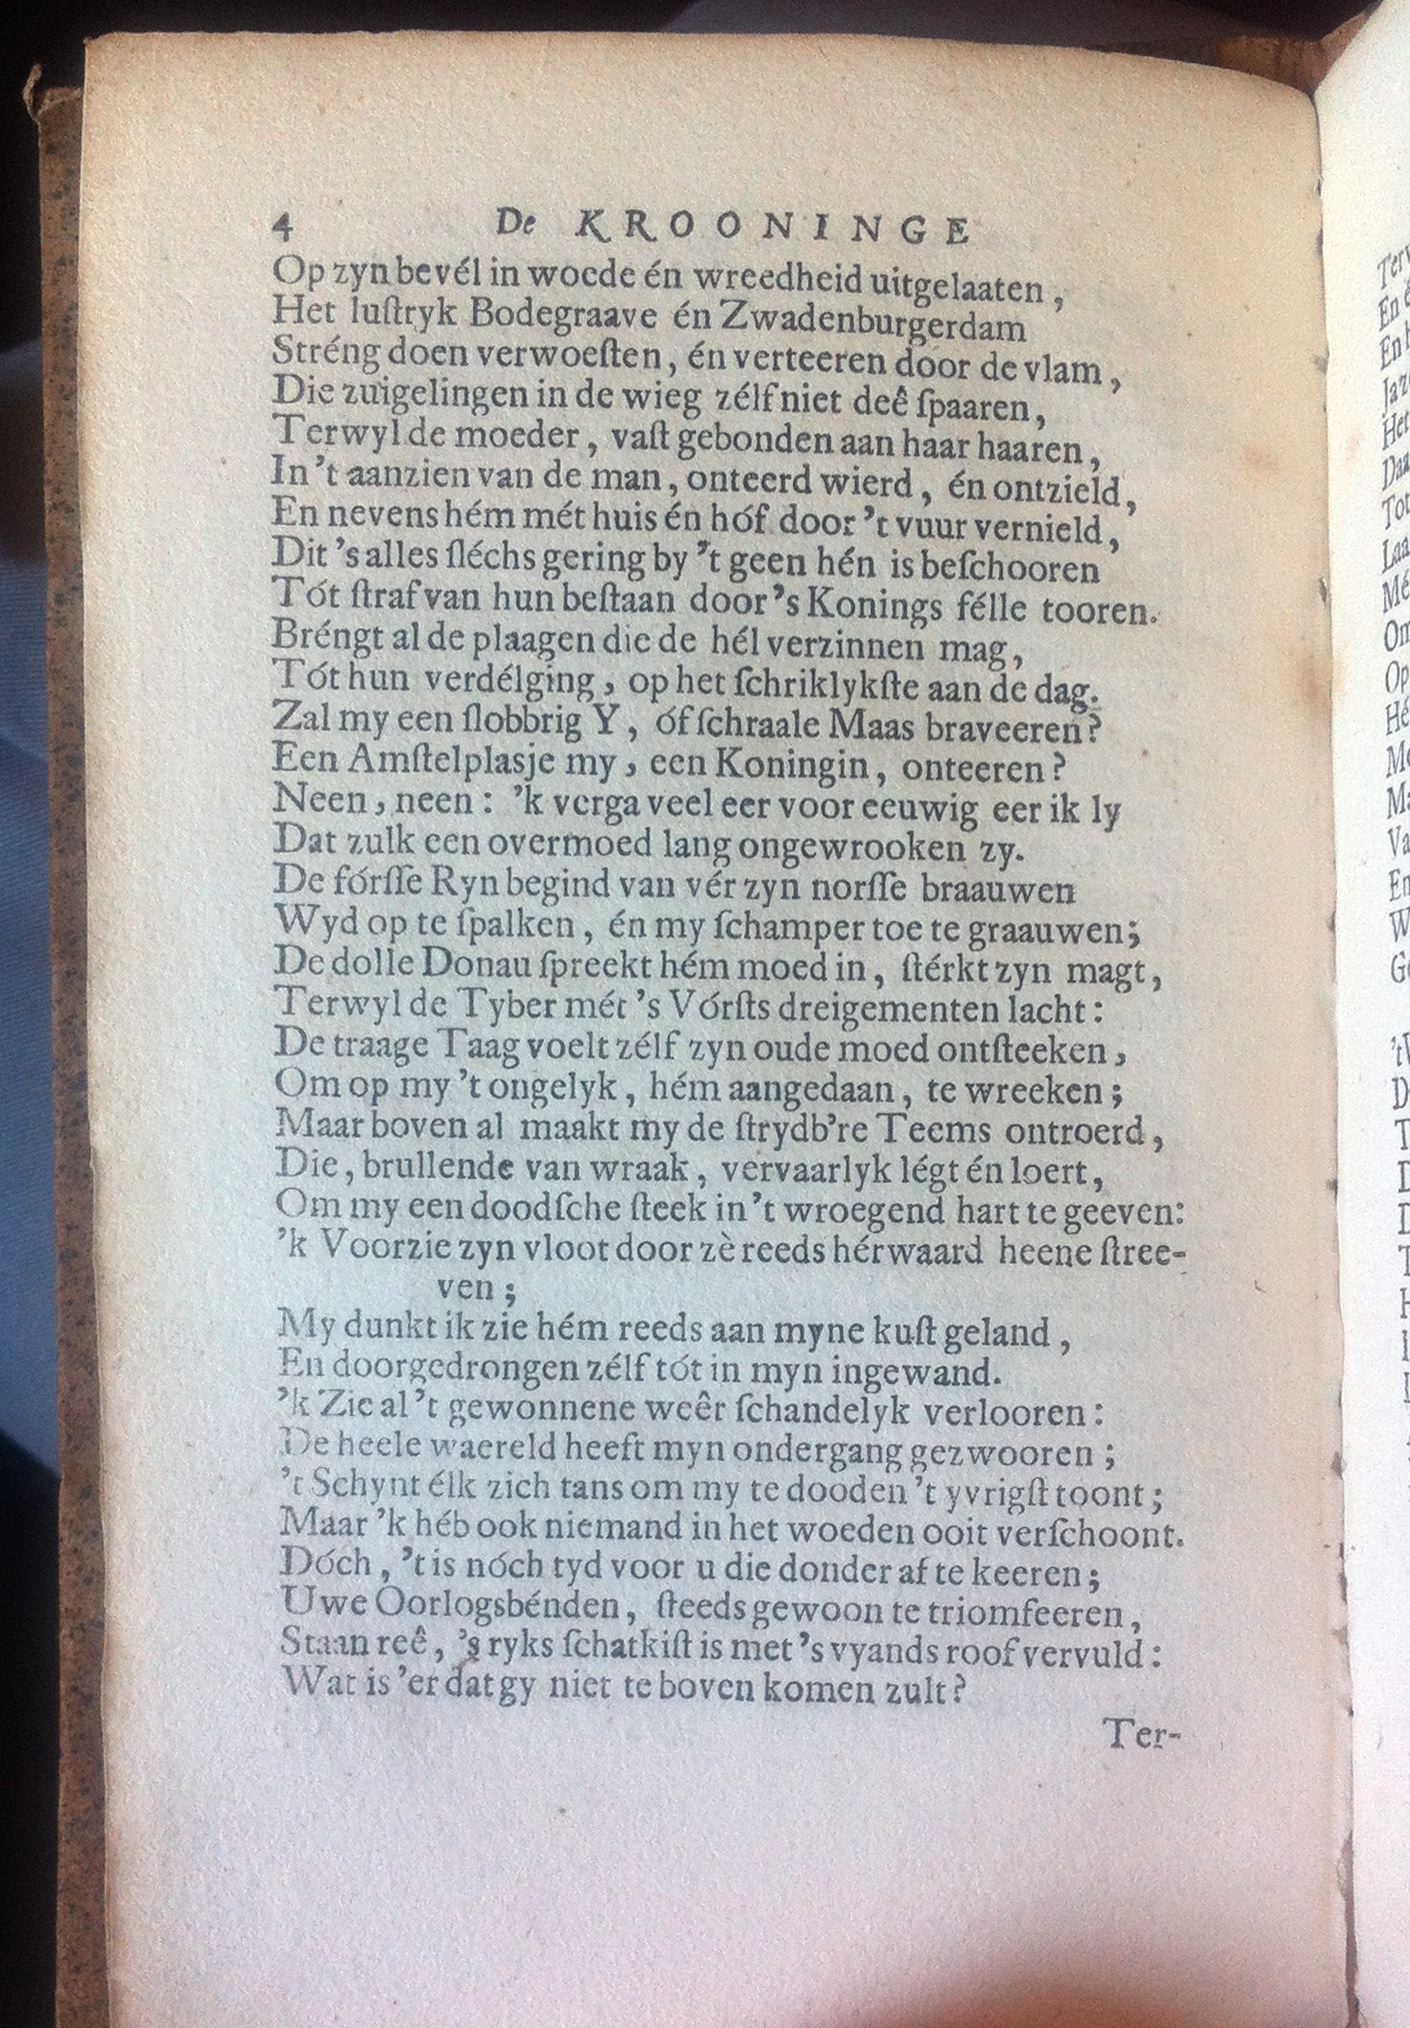 4 De KROONINGE
Op zyn bevél in woede én wreedheid uitgelaaten,
Het luſtryk Bodegraave én Zwadenburgerdam
Stréng doen verwoeſten, én verteeren door de vlam,
Die zuigelingen in de wieg zélf niet deê ſpaaren,
Terwyl de moeder, vaſt gebonden aan haar haaren,
In 't aanzien van de man, onteerd wierd, én ontzield,
En nevens hém mét huis én hóf door 't vuur vernield,
Dit 's alles ſléchs gering by 't geen hén is beſchooren
Tót ſtraf van hun beſtaan door 's Konings félle tooren.
Bréngt al de plaagen die de hél verzinnen mag,
Tót hun verdélging, op het ſchriklykſte aan de dag.
Zal my een ſlobbrig Y, óf ſchraale Maas braveeren?
Een Amſtelplasje my, een Koningin, onteeren?
Neen, neen: 'k verga veel eer voor eeuwig eer ik ly
Dat zulk een overmoed lang ongewrooken zy.
De fórſſe Ryn begind van vér zyn norſſe braauwen
Wyd op te ſpalken, én my ſchamper toe te graauwen;
De dolle Donau ſpreekt hém moed in, ſtérkt zyn magt,
Terwyl de Tyber mét 's Vórſts dreigementen lacht:
De traage Taag voelt zélf zyn oude moed ontſteeken,
Om op my 't ongelyk, hém aangedaan, te wreeken;
Maar boven al maakt my de ſtrydb're Teems ontroerd,
Die, brullende van wraak, vervaarlyk légt én loert,
Om my een doodſche ſteek in 't wroegend hart te geeven:
'k Voorzie zyn vloot door zè reeds hérwaard heene ſtree-
ven;
My dunkt ik zie hém reeds aan myne kuſt geland,
En doorgedrongen zélf tót in myn ingewand.
'k Zie al 't gewonnene weêr ſchandelyk verlooren:
De heele waereld heeft myn ondergang gezwooren;
't Schynt élk zich tans om my te dooden 't yvrigſt toont;
Maar 'k héb ook niemand in het woeden ooit verſchoont.
Dóch, 't is nóch tyd voor u die donder af te keeren;
Uwe Oorlogsbénden, ſteeds gewoon te triomfeeren,
Staan reê, 's ryks ſchatkiſt is met 's vyands roof vervuld:
Wat is 'er dat gy niet te boven komen zult?
Ter-